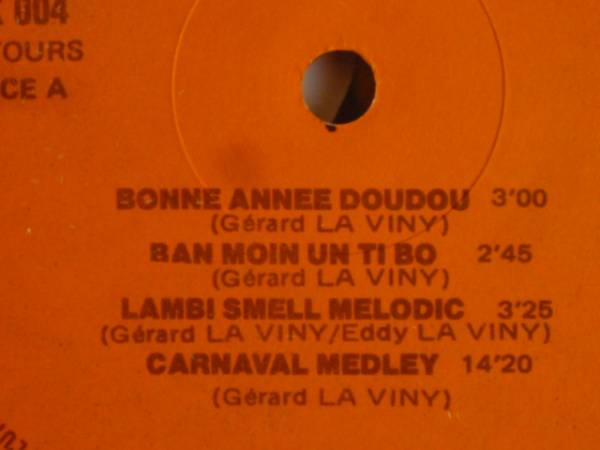 004
TOURS
CE A
BONNE ANNEE DOUDOU 3'00
(Gérard LA VINY)
BAN MOIN UN TI BO 2'45
(Gérard LA VINY)
LAMBI SMELL MELODIC 3'25
(Gérard LA VINY/Eddy LA VINY)
CARNAVAL MEDLEY 14'20
(Gérard LA VINY)